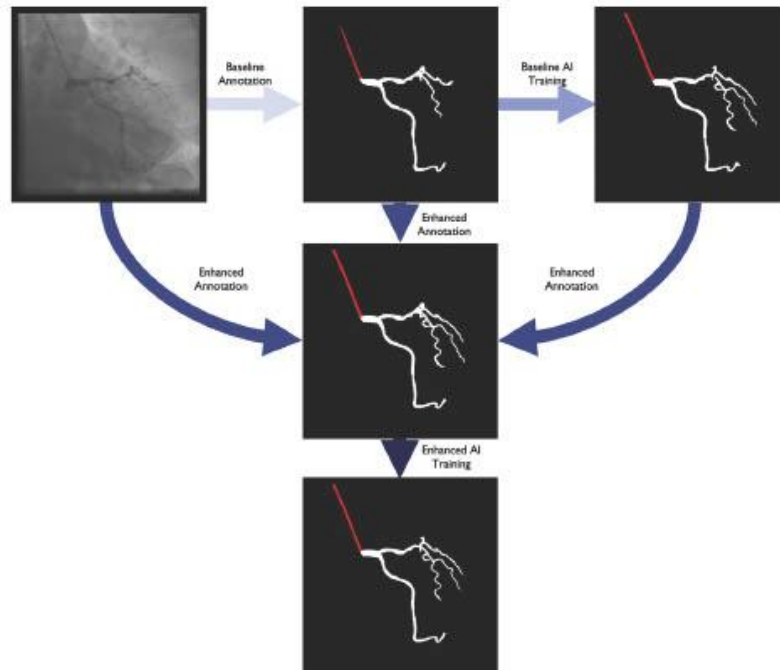 Baseline
Annotation
Baseline AI
Training
Enhanced
Annotation
Enhanced
Annotation
Enhanced
Annotation
Enhanced AI
Training